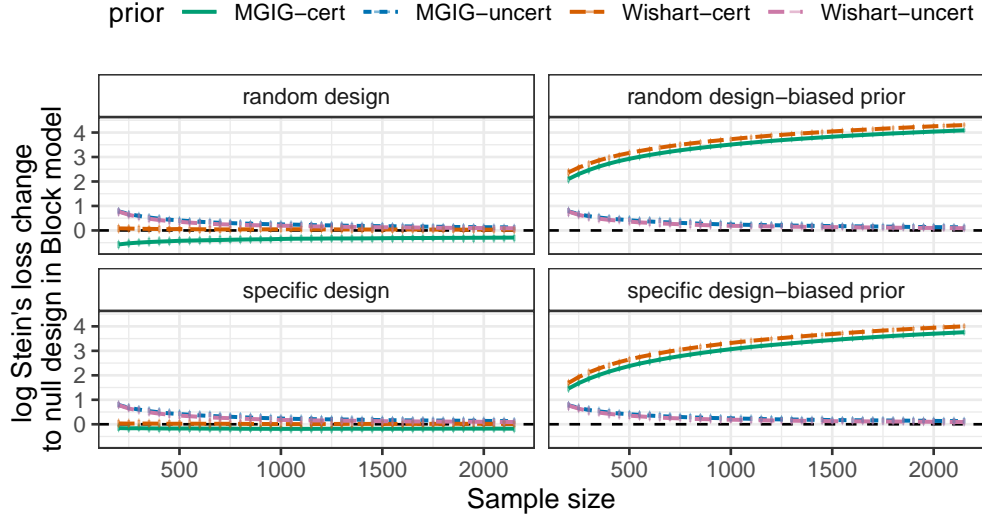 prior MGIG−cert MGIG−uncert Wishart−cert Wishart−uncert
random design random design−biased prior
4
3
2
1
0
specific design specific design−biased prior
4
3
2
1
0
500 1000 1500 2000 500 1000 1500 2000
Sample size
log Stein's loss change
to null design in Block model